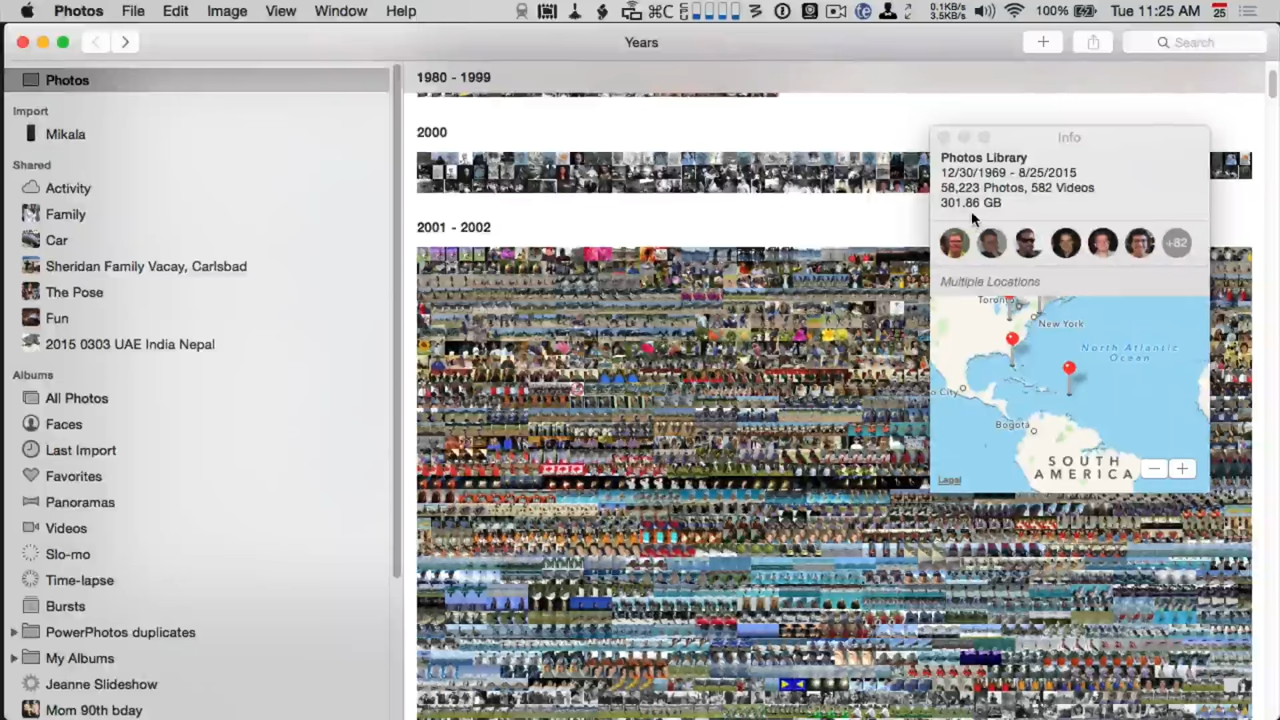 Photos File Edit Image View Window Help
⌘C
0.1KB/s
3.5KB/s
100%
Tue 11:25 AM
25
Years
Search
Photos
Import
Mikala
Shared
Activity
Family
Car
Sheridan Family Vacay, Carlsbad
The Pose
Fun
2015 0303 UAE India Nepal
Albums
All Photos
Faces
Last Import
Favorites
Panoramas
Videos
Slo-mo
Time-lapse
Bursts
PowerPhotos duplicates
My Albums
Jeanne Slideshow
Mom 90th bday
1980 - 1999
2000
2001 - 2002
Info
Photos Library
12/30/1969 - 8/25/2015
58,223 Photos, 582 Videos
301.86 GB
+82
Multiple Locations
Toronto
New York
North Atlantic
Ocean
o City
Bogotá
SOUTH
AMERICA
Legal